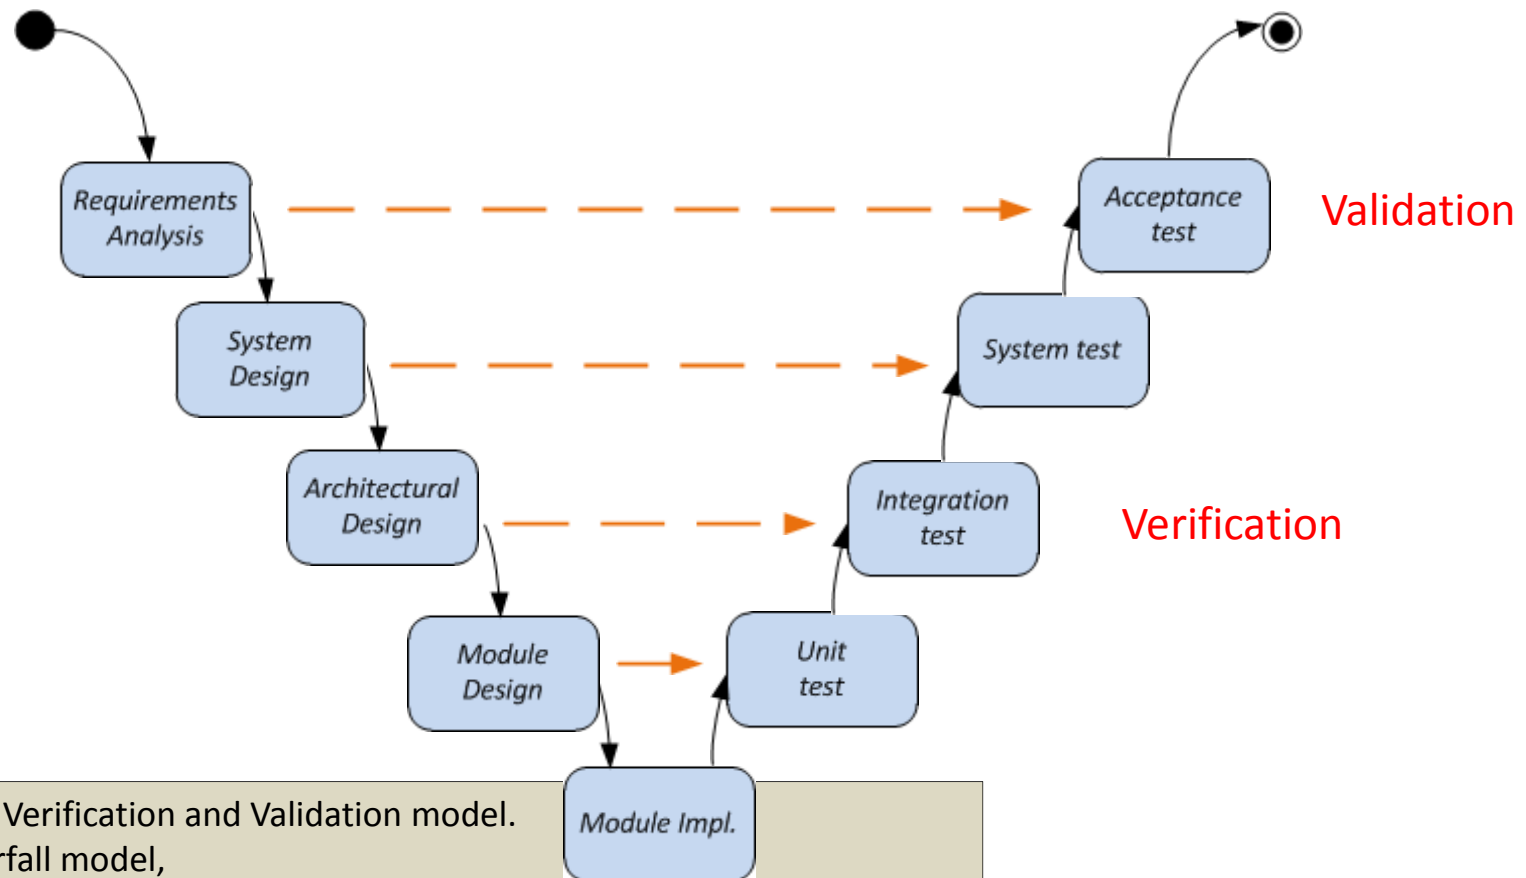 Requirements
Analysis
Acceptance
test
Validation
System
Design
System test
Architectural
Design
Integration
test
Verification
Module
Design
Unit
test
Verification and Validation model.
Module Impl.
rfall model,